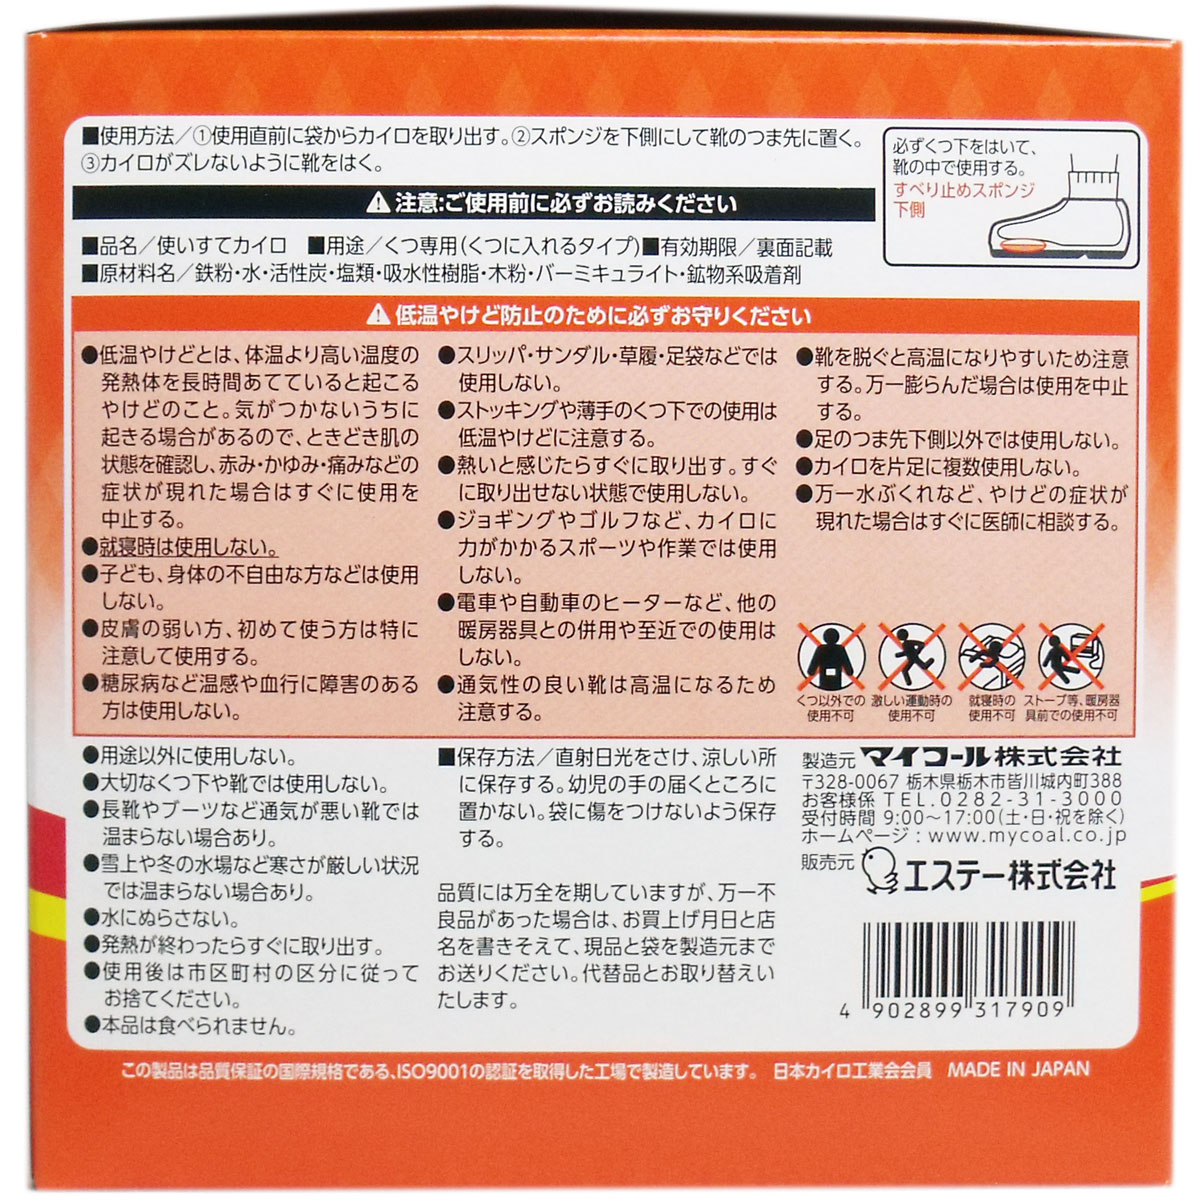 ■使用方法/①使用直前に袋からカイロを取り出す。②スポンジを下側にして靴のつま先に置く。
③カイロがズレないように靴をはく。
必ずくつ下をはいて、
靴の中で使用する。
すべり止めスポンジ
下側
注意:ご使用前に必ずお読みください
■品名/使いすてカイロ ■用途/くつ専用(くつに入れるタイプ)■有効期限/裏面記載
■原材料名/鉄粉・水・活性炭・塩類・吸水性樹脂・木粉・バーミキュライト・鉱物系吸着剤
低温やけど防止のために必ずお守りください
●低温やけどとは、体温より高い温度の
発熱体を長時間あてていると起こる
やけどのこと。気がつかないうちに
起きる場合があるので、ときどき肌の
状態を確認し、赤み・かゆみ・痛みなどの
症状が現れた場合はすぐに使用を
中止する。
●就寝時は使用しない。
●子ども、身体の不自由な方などは使用
しない。
●皮膚の弱い方、初めて使う方は特に
注意して使用する。
●糖尿病など温感や血行に障害のある
方は使用しない。
●スリッパ・サンダル・草履・足袋などでは
使用しない。
●ストッキングや薄手のくつ下での使用は
低温やけどに注意する。
●熱いと感じたらすぐに取り出す。すぐ
に取り出せない状態で使用しない。
●ジョギングやゴルフなど、カイロに
力がかかるスポーツや作業では使用
しない。
●電車や自動車のヒーターなど、他の
暖房器具との併用や至近での使用は
しない。
●通気性の良い靴は高温になるため
注意する。
●靴を脱ぐと高温になりやすいため注意
する。万一膨らんだ場合は使用を中止
する。
●足のつま先下側以外では使用しない。
●カイロを片足に複数使用しない。
●万一水ぶくれなど、やけどの症状が
現れた場合はすぐに医師に相談する。
くつ以外での
使用不可
激しい運動時の
使用不可
就寝時の
使用不可
ストーブ等、暖房器
具前での使用不可
●用途以外に使用しない。
●大切なくつ下や靴では使用しない。
●長靴やブーツなど通気が悪い靴では
温まらない場合あり。
●雪上や冬の水場など寒さが厳しい状況
では温まらない場合あり。
●水にぬらさない。
●発熱が終わったらすぐに取り出す。
●使用後は市区町村の区分に従って
お捨てください。
●本品は食べられません。
■保存方法/直射日光をさけ、涼しい所
に保存する。幼児の手の届くところに
置かない。袋に傷をつけないよう保存
する。
品質には万全を期していますが、万一不
良品があった場合は、お買上げ月日と店
名を書きそえて、現品と袋を製造元まで
お送りください。代替品とお取り替えい
たします。
製造元 マイコール株式会社
〒328-0067 栃木県栃木市皆川城内町388
お客様係 TEL.0282-31-3000
受付時間 9:00~17:00(土・日・祝を除く)
ホームページ:www.mycoal.co.jp
販売元 エステー株式会社
4 902899 317909
この製品は品質保証の国際規格である、ISO9001の認証を取得した工場で製造しています。 日本カイロ工業会会員 MADE IN JAPAN